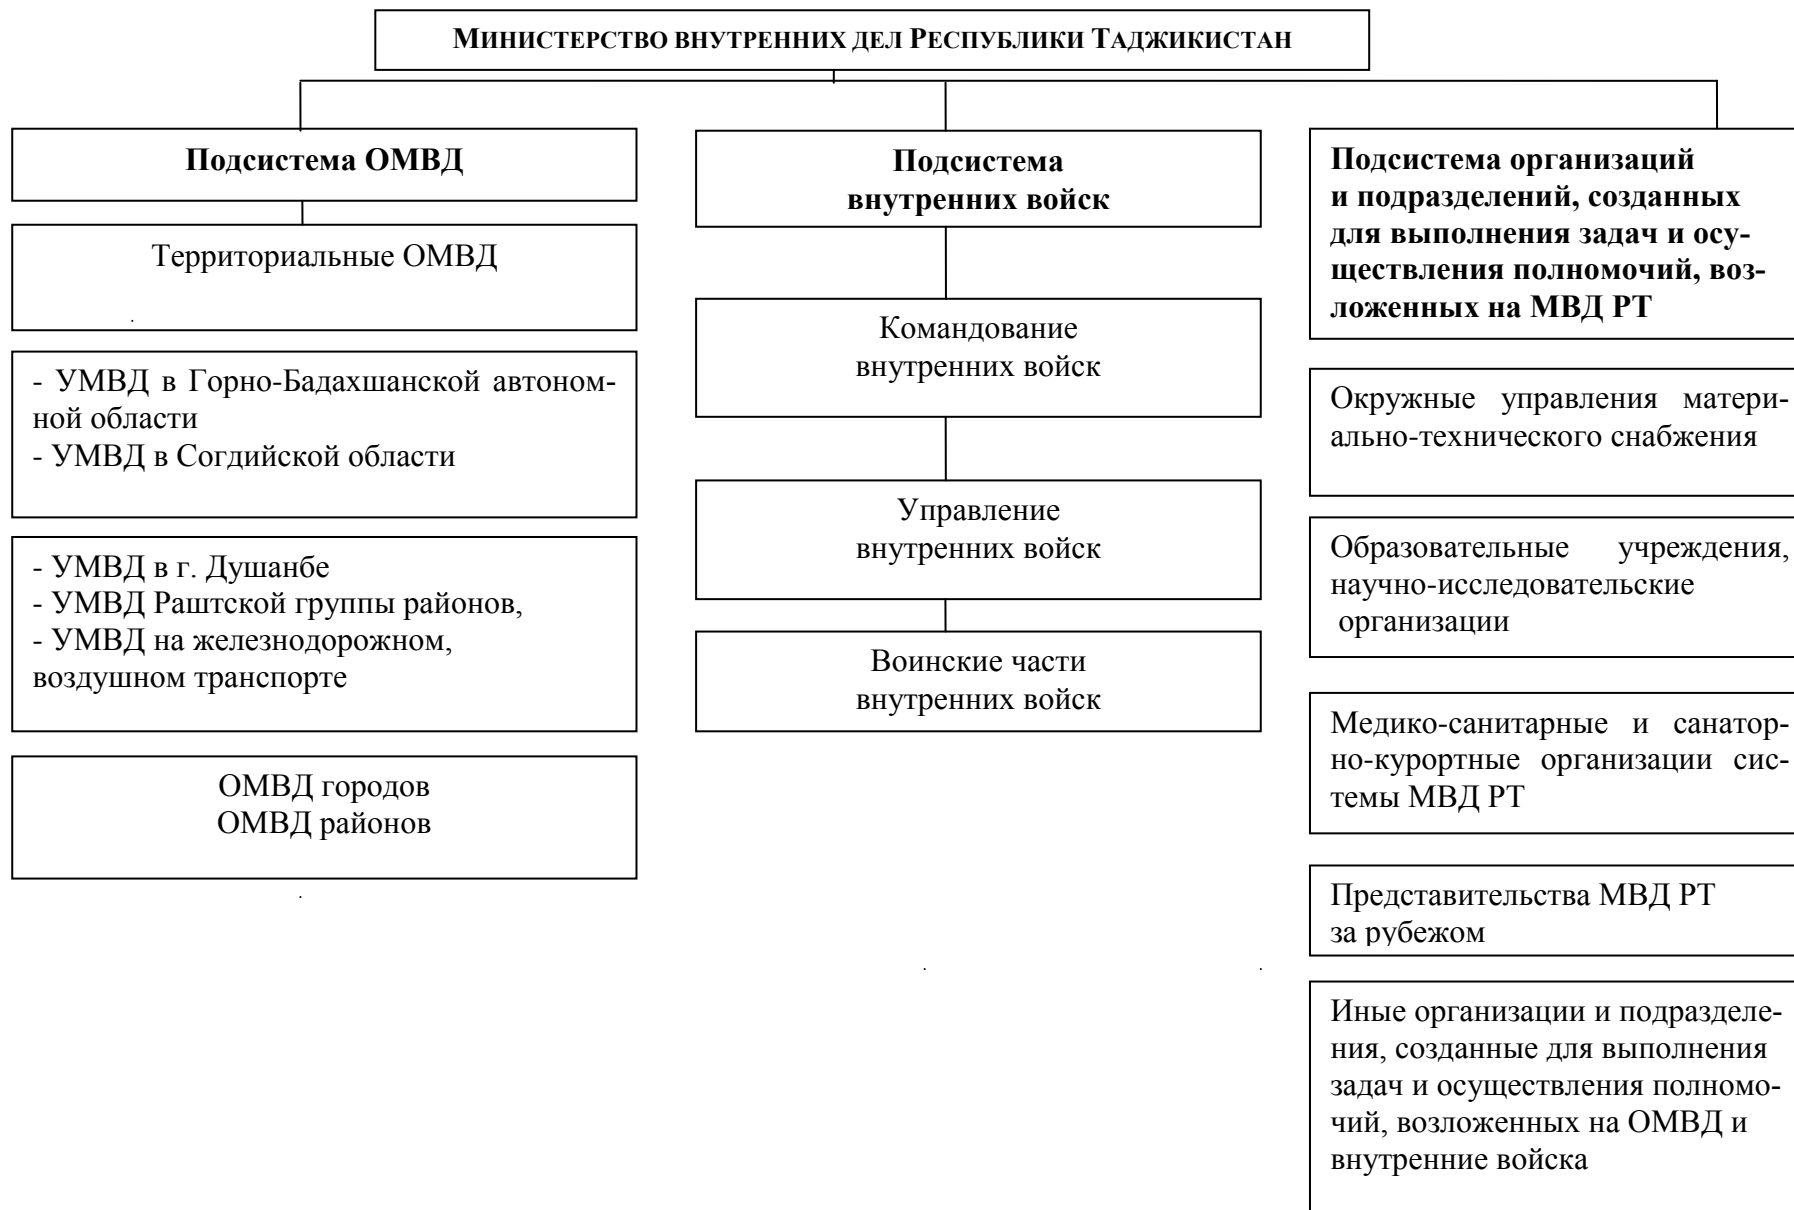 МИНИСТЕРСТВО ВНУТРЕННИХ ДЕЛ РЕСПУБЛИКИ ТАДЖИКИСТАН
Подсистема ОМВД
Территориальные ОМВД
- УМВД в Горно-Бадахшанской автоном-
ной области
- УМВД в Согдийской области
- УМВД в г. Душанбе
- УМВД Раштской группы районов,
- УМВД на железнодорожном,
воздушном транспорте
ОМВД городов
ОМВД районов
Подсистема
внутренних войск
Командование
внутренних войск
Управление
внутренних войск
Воинские части
внутренних войск
Подсистема организаций
и подразделений, созданных
для выполнения задач и осу-
ществления полномочий, воз-
ложенных на МВД РТ
Окружные управления матери-
ально-технического снабжения
Образовательные учреждения,
научно-исследовательские
организации
Медико-санитарные и санатор-
но-курортные организации сис-
темы МВД РТ
Представительства МВД РТ
за рубежом
Иные организации и подразделе-
ния, созданные для выполнения
задач и осуществления полномо-
чий, возложенных на ОМВД и
внутренние войска